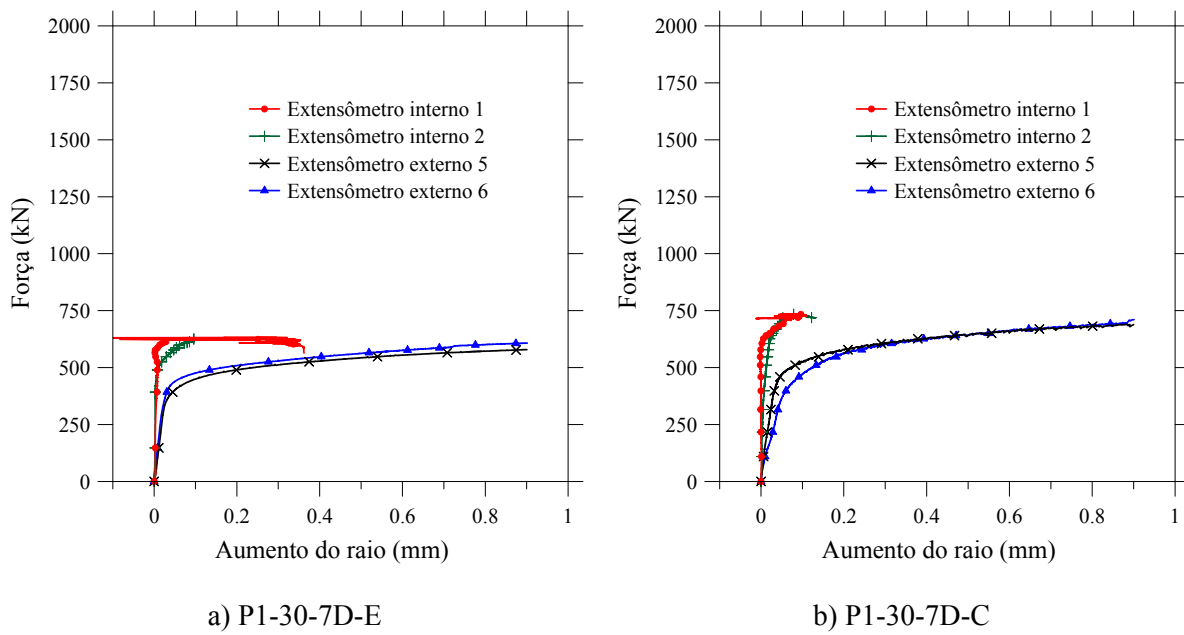 2000
1750
1500
1250
1000
750
500
250
0
Força (kN)
Extensômetro interno 1
Extensômetro interno 2
Extensômetro externo 5
Extensômetro externo 6
0 0.2 0.4 0.6 0.8 1
Aumento do raio (mm)
a) P1-30-7D-E
2000
1750
1500
1250
1000
750
500
250
0
Força (kN)
Extensômetro interno 1
Extensômetro interno 2
Extensômetro externo 5
Extensômetro externo 6
0 0.2 0.4 0.6 0.8 1
Aumento do raio (mm)
b) P1-30-7D-C